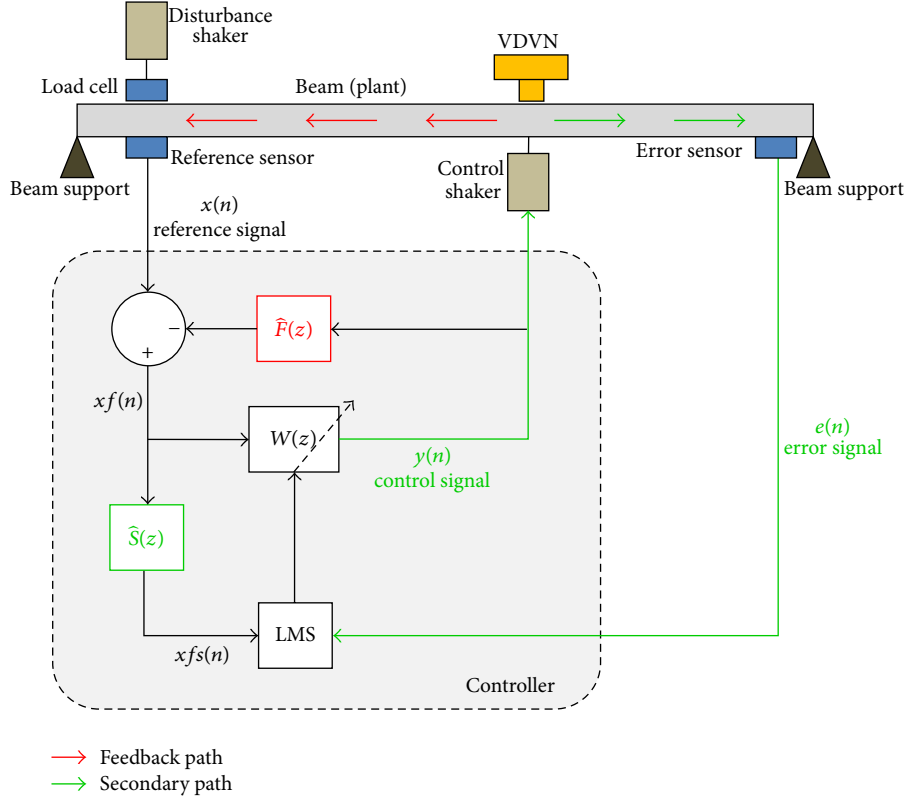 Disturbance
shaker
VDVN
Load cell
Beam (plant)
Reference sensor
Control
shaker
Error sensor
Beam support
Beam support
x(n)
reference signal
−
+
F̂(z)
xf(n)
W(z)
y(n)
control signal
e(n)
error signal
Ŝ(z)
LMS
xfs(n)
Controller
Feedback path
Secondary path